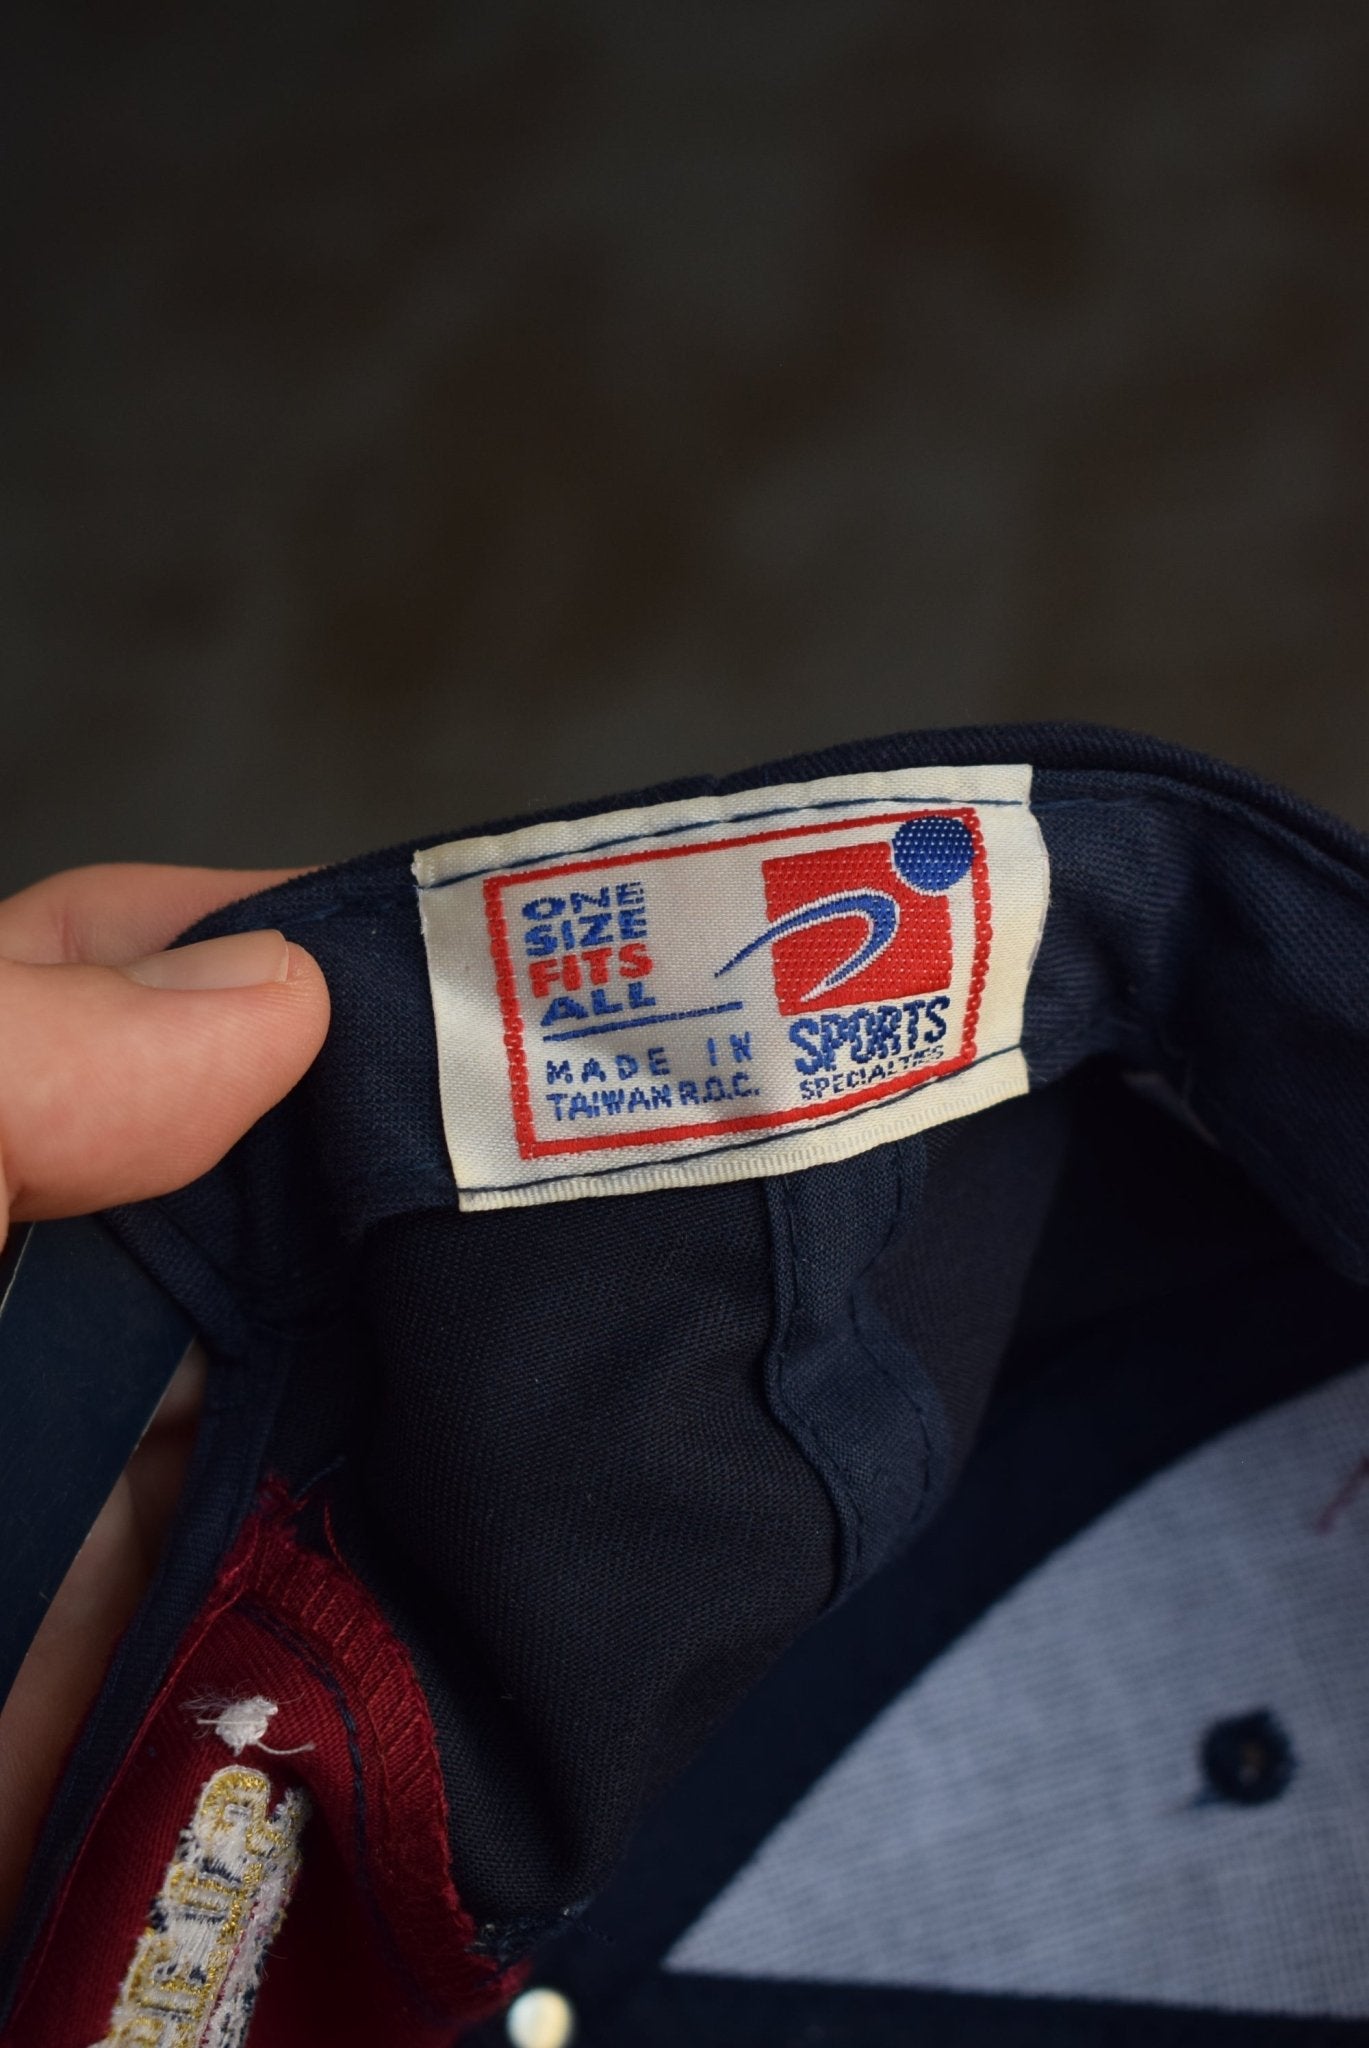 ONE
SIZE
FITS
ALL
MADE IN
TAIWAN R.O.C.
SPORTS
SPECIALTIES